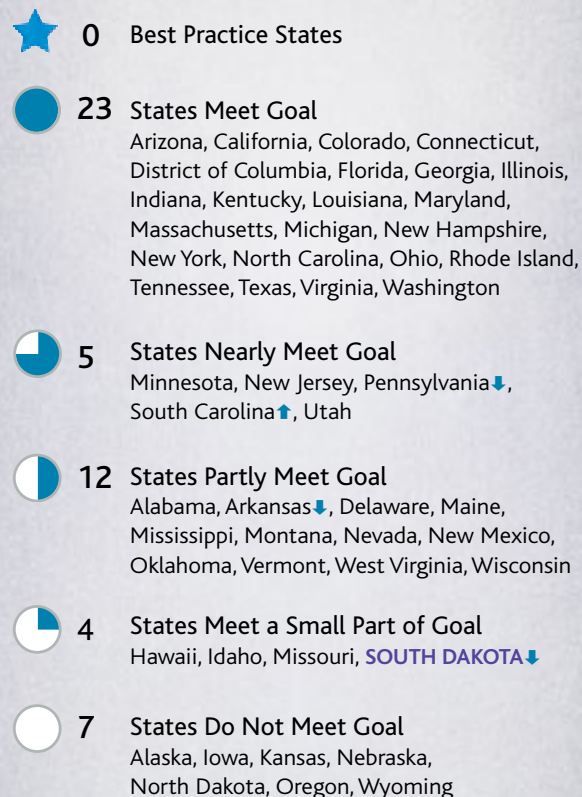 0 Best Practice States
23 States Meet Goal
Arizona, California, Colorado, Connecticut,
District of Columbia, Florida, Georgia, Illinois,
Indiana, Kentucky, Louisiana, Maryland,
Massachusetts, Michigan, New Hampshire,
New York, North Carolina, Ohio, Rhode Island,
Tennessee, Texas, Virginia, Washington
5 States Nearly Meet Goal
Minnesota, New Jersey, Pennsylvania⬇,
South Carolina⬆, Utah
12 States Partly Meet Goal
Alabama, Arkansas⬇, Delaware, Maine,
Mississippi, Montana, Nevada, New Mexico,
Oklahoma, Vermont, West Virginia, Wisconsin
4 States Meet a Small Part of Goal
Hawaii, Idaho, Missouri, SOUTH DAKOTA⬇
7 States Do Not Meet Goal
Alaska, Iowa, Kansas, Nebraska,
North Dakota, Oregon, Wyoming